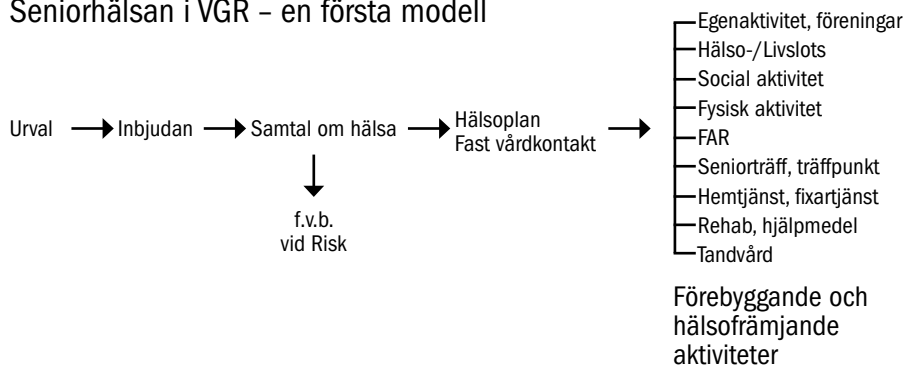 Seniorhälsan i VGR – en första modell
Urval
Inbjudan
Samtal om hälsa
Hälsoplan
Fast vårdkontakt
f.v.b.
vid Risk
Egenaktivitet, föreningar
Hälso-/Livslots
Social aktivitet
Fysisk aktivitet
FAR
Seniorträff, träffpunkt
Hemtjänst, fixartjänst
Rehab, hjälpmedel
Tandvård
Förebyggande och
hälsofrämjande
aktiviteter